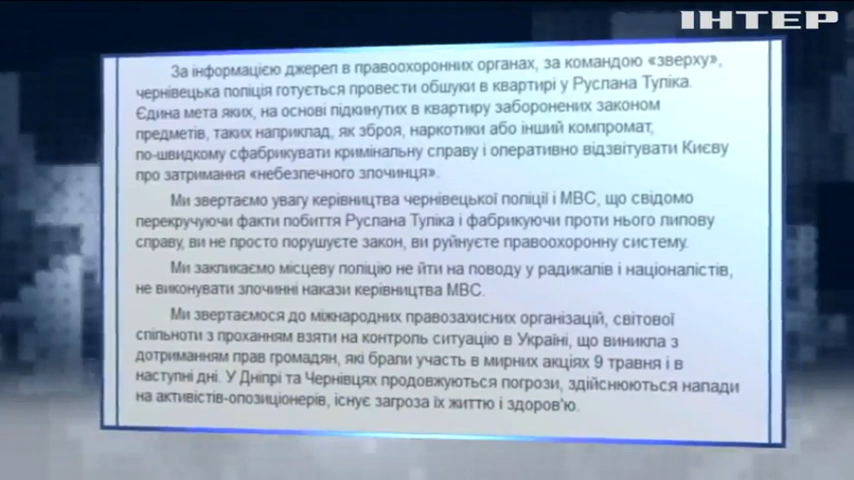 ІНТЕР
За інформацією джерел в правоохоронних органах, за командою «зверху»,
чернівецька поліція готується провести обшуки в квартирі у Руслана Тупіка.
Єдина мета яких, на основі підкинутих в квартиру заборонених законом
предметів, таких наприклад, як зброя, наркотики або інший компромат,
по-швидкому сфабрикувати кримінальну справу і оперативно відзвітувати Києву
про затримання «небезпечного злочинця».
Ми звертаємо увагу керівництва чернівецької поліції і МВС, що свідомо
перекручуючи факти побиття Руслана Тупіка і фабрикуючи проти нього липову
справу, ви не просто порушуєте закон, ви руйнуєте правоохоронну систему.
Ми закликаємо місцеву поліцію не йти на поводу у радикалів і націоналістів,
не виконувати злочинні накази керівництва МВС.
Ми звертаємося до міжнародних правозахисних організацій, світової
спільноти з проханням взяти на контроль ситуацію в Україні, що виникла з
дотриманням прав громадян, які брали участь в мирних акціях 9 травня і в
наступні дні. У Дніпрі та Чернівцях продовжуються погрози, здійснюються напади
на активістів-опозиціонерів, існує загроза їх життю і здоров'ю.